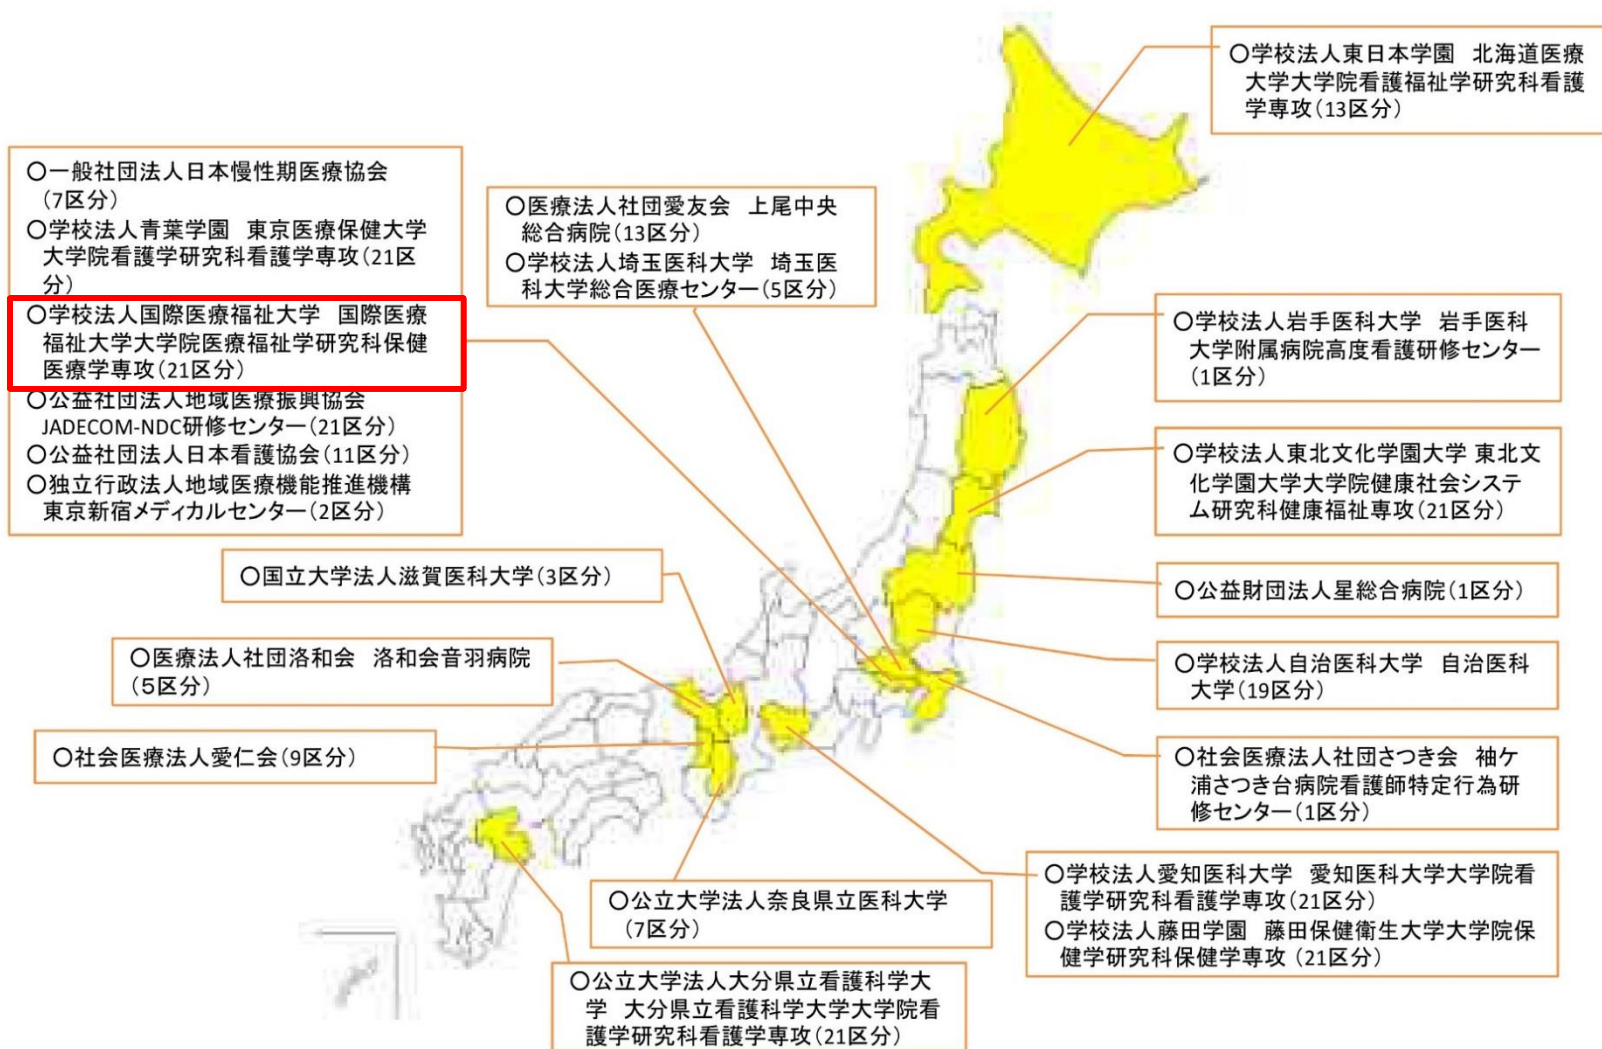 〇学校法人東日本学園 北海道医療
大学大学院看護福祉学研究科看護
学専攻(13区分)
〇一般社団法人日本慢性期医療協会
(7区分)
〇学校法人青葉学園 東京医療保健大学
大学院看護学研究科看護学専攻(21区
分)
〇学校法人国際医療福祉大学 国際医療
福祉大学大学院医療福祉学研究科保健
医療学専攻(21区分)
〇公益社団法人地域医療振興協会
JADECOM-NDC研修センター(21区分)
〇公益社団法人日本看護協会(11区分)
〇独立行政法人地域医療機能推進機構
東京新宿メディカルセンター(2区分)
〇医療法人社団愛友会 上尾中央
総合病院(13区分)
〇学校法人埼玉医科大学 埼玉医
科大学総合医療センター(5区分)
〇学校法人岩手医科大学 岩手医科
大学附属病院高度看護研修センター
(1区分)
〇学校法人東北文化学園大学 東北文
化学園大学大学院健康社会システ
ム研究科健康福祉専攻(21区分)
〇国立大学法人滋賀医科大学(3区分)
〇公益財団法人星総合病院(1区分)
〇医療法人社団洛和会 洛和会音羽病院
(5区分)
〇学校法人自治医科大学 自治医科
大学(19区分)
〇社会医療法人愛仁会(9区分)
〇社会医療法人社団さつき会 袖ケ
浦さつき台病院看護師特定行為研
修センター(1区分)
〇公立大学法人奈良県立医科大学
(7区分)
〇学校法人愛知医科大学 愛知医科大学大学院看
護学研究科看護学専攻(21区分)
〇学校法人藤田学園 藤田保健衛生大学大学院保
健学研究科保健学専攻 (21区分)
〇公立大学法人大分県立看護科学大
学 大分県立看護科学大学大学院看
護学研究科看護学専攻(21区分)